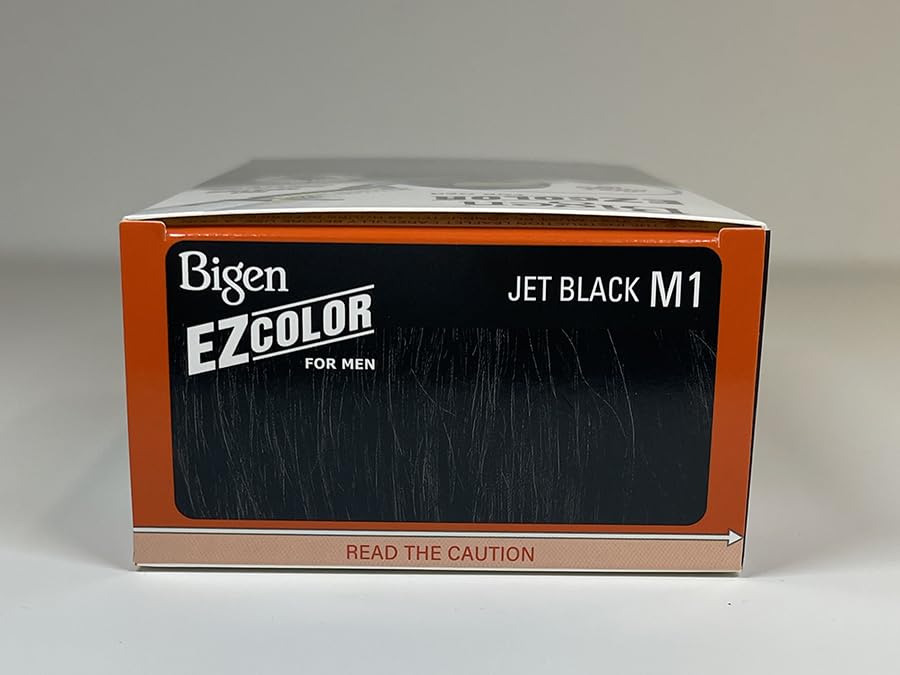 Bigen
EZCOLOR
FOR MEN
JET BLACK M1
READ THE CAUTION